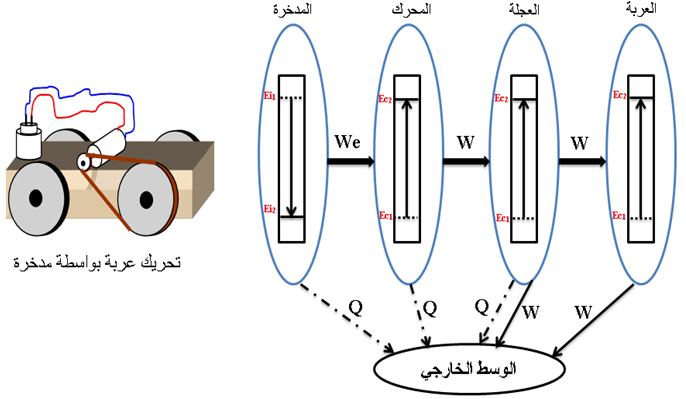 المدخرة
المحرك
العجلة
العربة
Ei1
Ec2
Ec2
Ec2
We
W
W
Ei2
Ec1
Ec1
Ec1
تحريك عربة بواسطة مدخرة
Q
Q
Q
W
W
الوسط الخارجي